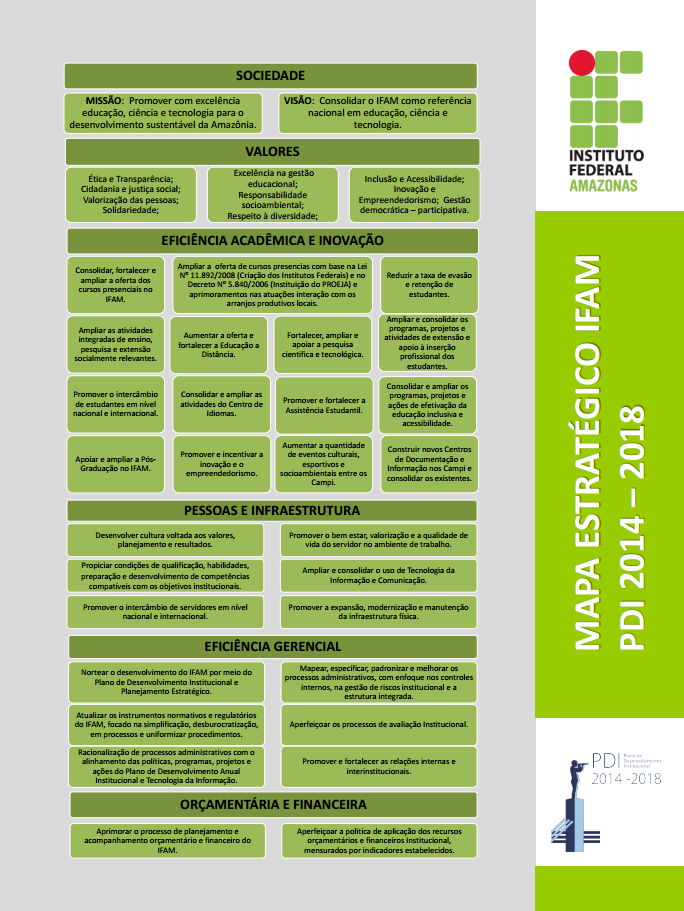 SOCIEDADE
MISSÃO: Promover com excelência
educação, ciência e tecnologia para o
desenvolvimento sustentável da Amazônia.
VISÃO: Consolidar o IFAM como referência
nacional em educação, ciência e
tecnologia.
VALORES
Ética e Transparência;
Cidadania e justiça social;
Valorização das pessoas;
Solidariedade;
Excelência na gestão
educacional;
Responsabilidade
socioambiental;
Respeito à diversidade;
Inclusão e Acessibilidade;
Inovação e
Empreendedorismo; Gestão
democrática – participativa.
EFICIÊNCIA ACADÊMICA E INOVAÇÃO
Consolidar, fortalecer e
ampliar a oferta dos
cursos presenciais no
IFAM.
Ampliar a oferta de cursos presencias com base na Lei
Nº 11.892/2008 (Criação dos Institutos Federais) e no
Decreto Nº 5.840/2006 (Instituição do PROEJA) e
aprimoramentos nas atuações interação com os
arranjos produtivos locais.
Reduzir a taxa de evasão
e retenção de
estudantes.
Ampliar as atividades
integradas de ensino,
pesquisa e extensão
socialmente relevantes.
Aumentar a oferta e
fortalecer a Educação a
Distância.
Fortalecer, ampliar e
apoiar a pesquisa
cientifica e tecnológica.
Ampliar e consolidar os
programas, projetos e
atividades de extensão e
apoio à inserção
profissional dos
estudantes.
Promover o intercâmbio
de estudantes em nível
nacional e internacional.
Consolidar e ampliar as
atividades do Centro de
Idiomas.
Promover e fortalecer a
Assistência Estudantil.
Consolidar e ampliar os
programas, projetos e
ações de efetivação da
educação inclusiva e
acessibilidade.
Apoiar e ampliar a Pós-
Graduação no IFAM.
Promover e incentivar a
inovação e o
empreendedorismo.
Aumentar a quantidade
de eventos culturais,
esportivos e
socioambientais entre os
Campi.
Construir novos Centros
de Documentação e
Informação nos Campi e
consolidar os existentes.
PESSOAS E INFRAESTRUTURA
Desenvolver cultura voltada aos valores,
planejamento e resultados.
Promover o bem estar, valorização e a qualidade de
vida do servidor no ambiente de trabalho.
Propiciar condições de qualificação, habilidades,
preparação e desenvolvimento de competências
compatíveis com os objetivos institucionais.
Ampliar e consolidar o uso de Tecnologia da
Informação e Comunicação.
Promover o intercâmbio de servidores em nível
nacional e internacional.
Promover a expansão, modernização e manutenção
da infraestrutura física.
EFICIÊNCIA GERENCIAL
Nortear o desenvolvimento do IFAM por meio do
Plano de Desenvolvimento Institucional e
Planejamento Estratégico.
Mapear, especificar, padronizar e melhorar os
processos administrativos, com enfoque nos controles
internos, na gestão de riscos institucional e a
estrutura integrada.
Atualizar os instrumentos normativos e regulatórios
do IFAM, focado na simplificação, desburocratização,
em processos e uniformizar procedimentos.
Aperfeiçoar os processos de avaliação Institucional.
Racionalização de processos administrativos com o
alinhamento das políticas, programas, projetos e
ações do Plano de Desenvolvimento Anual
Institucional e Tecnologia da Informação.
Promover e fortalecer as relações internas e
interinstitucionais.
ORÇAMENTÁRIA E FINANCEIRA
Aprimorar o processo de planejamento e
acompanhamento orçamentário e financeiro do
IFAM.
Aperfeiçoar a politica de aplicação dos recursos
orçamentários e financeiros Institucional,
mensurados por indicadores estabelecidos.
INSTITUTO
FEDERAL
AMAZONAS
MAPA ESTRATÉGICO IFAM
PDI 2014 – 2018
PDI
Plano de
Desenvolvimento
Institucional
2014 -2018